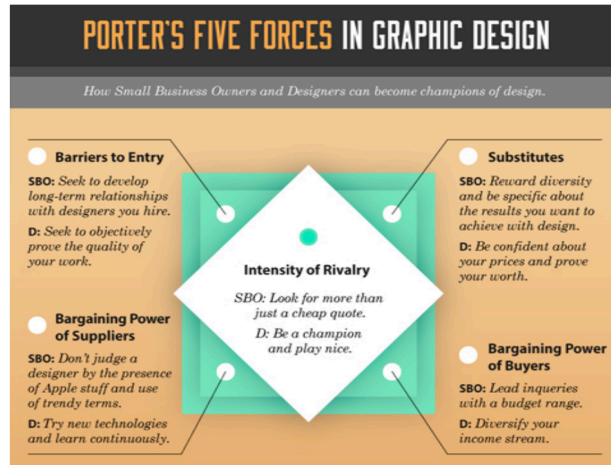 PORTER'S FIVE FORCES IN GRAPHIC DESIGN
How Small Business Owners and Designers can become champions of design.
Barriers to Entry
SBO: Seek to develop
long-term relationships
with designers you hire.
D: Seek to objectively
prove the quality of
your work.
Substitutes
SBO: Reward diversity
and be specific about
the results you want to
achieve with design.
D: Be confident about
your prices and prove
your worth.
Intensity of Rivalry
SBO: Look for more than
just a cheap quote.
D: Be a champion
and play nice.
Bargaining Power
of Suppliers
SBO: Don't judge a
designer by the presence
of Apple stuff and use
of trendy terms.
D: Try new technologies
and learn continuously.
Bargaining Power
of Buyers
SBO: Lead inqueries
with a budget range.
D: Diversify your
income stream.